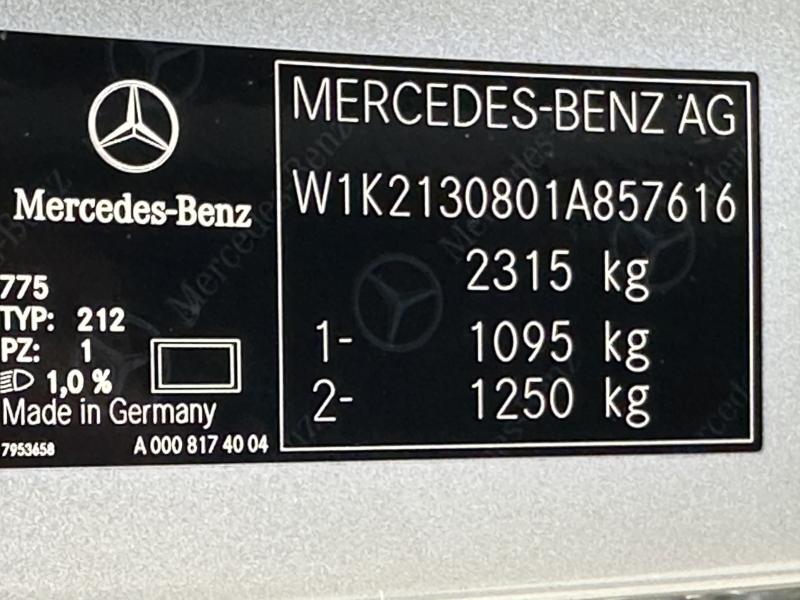 Mercedes-Benz
775
TYP: 212
PZ: 1
1,0 %
Made in Germany
7953658
A 000 817 40 04
MERCEDES-BENZ AG
W1K2130801A857616
2315 kg
1- 1095 kg
2- 1250 kg